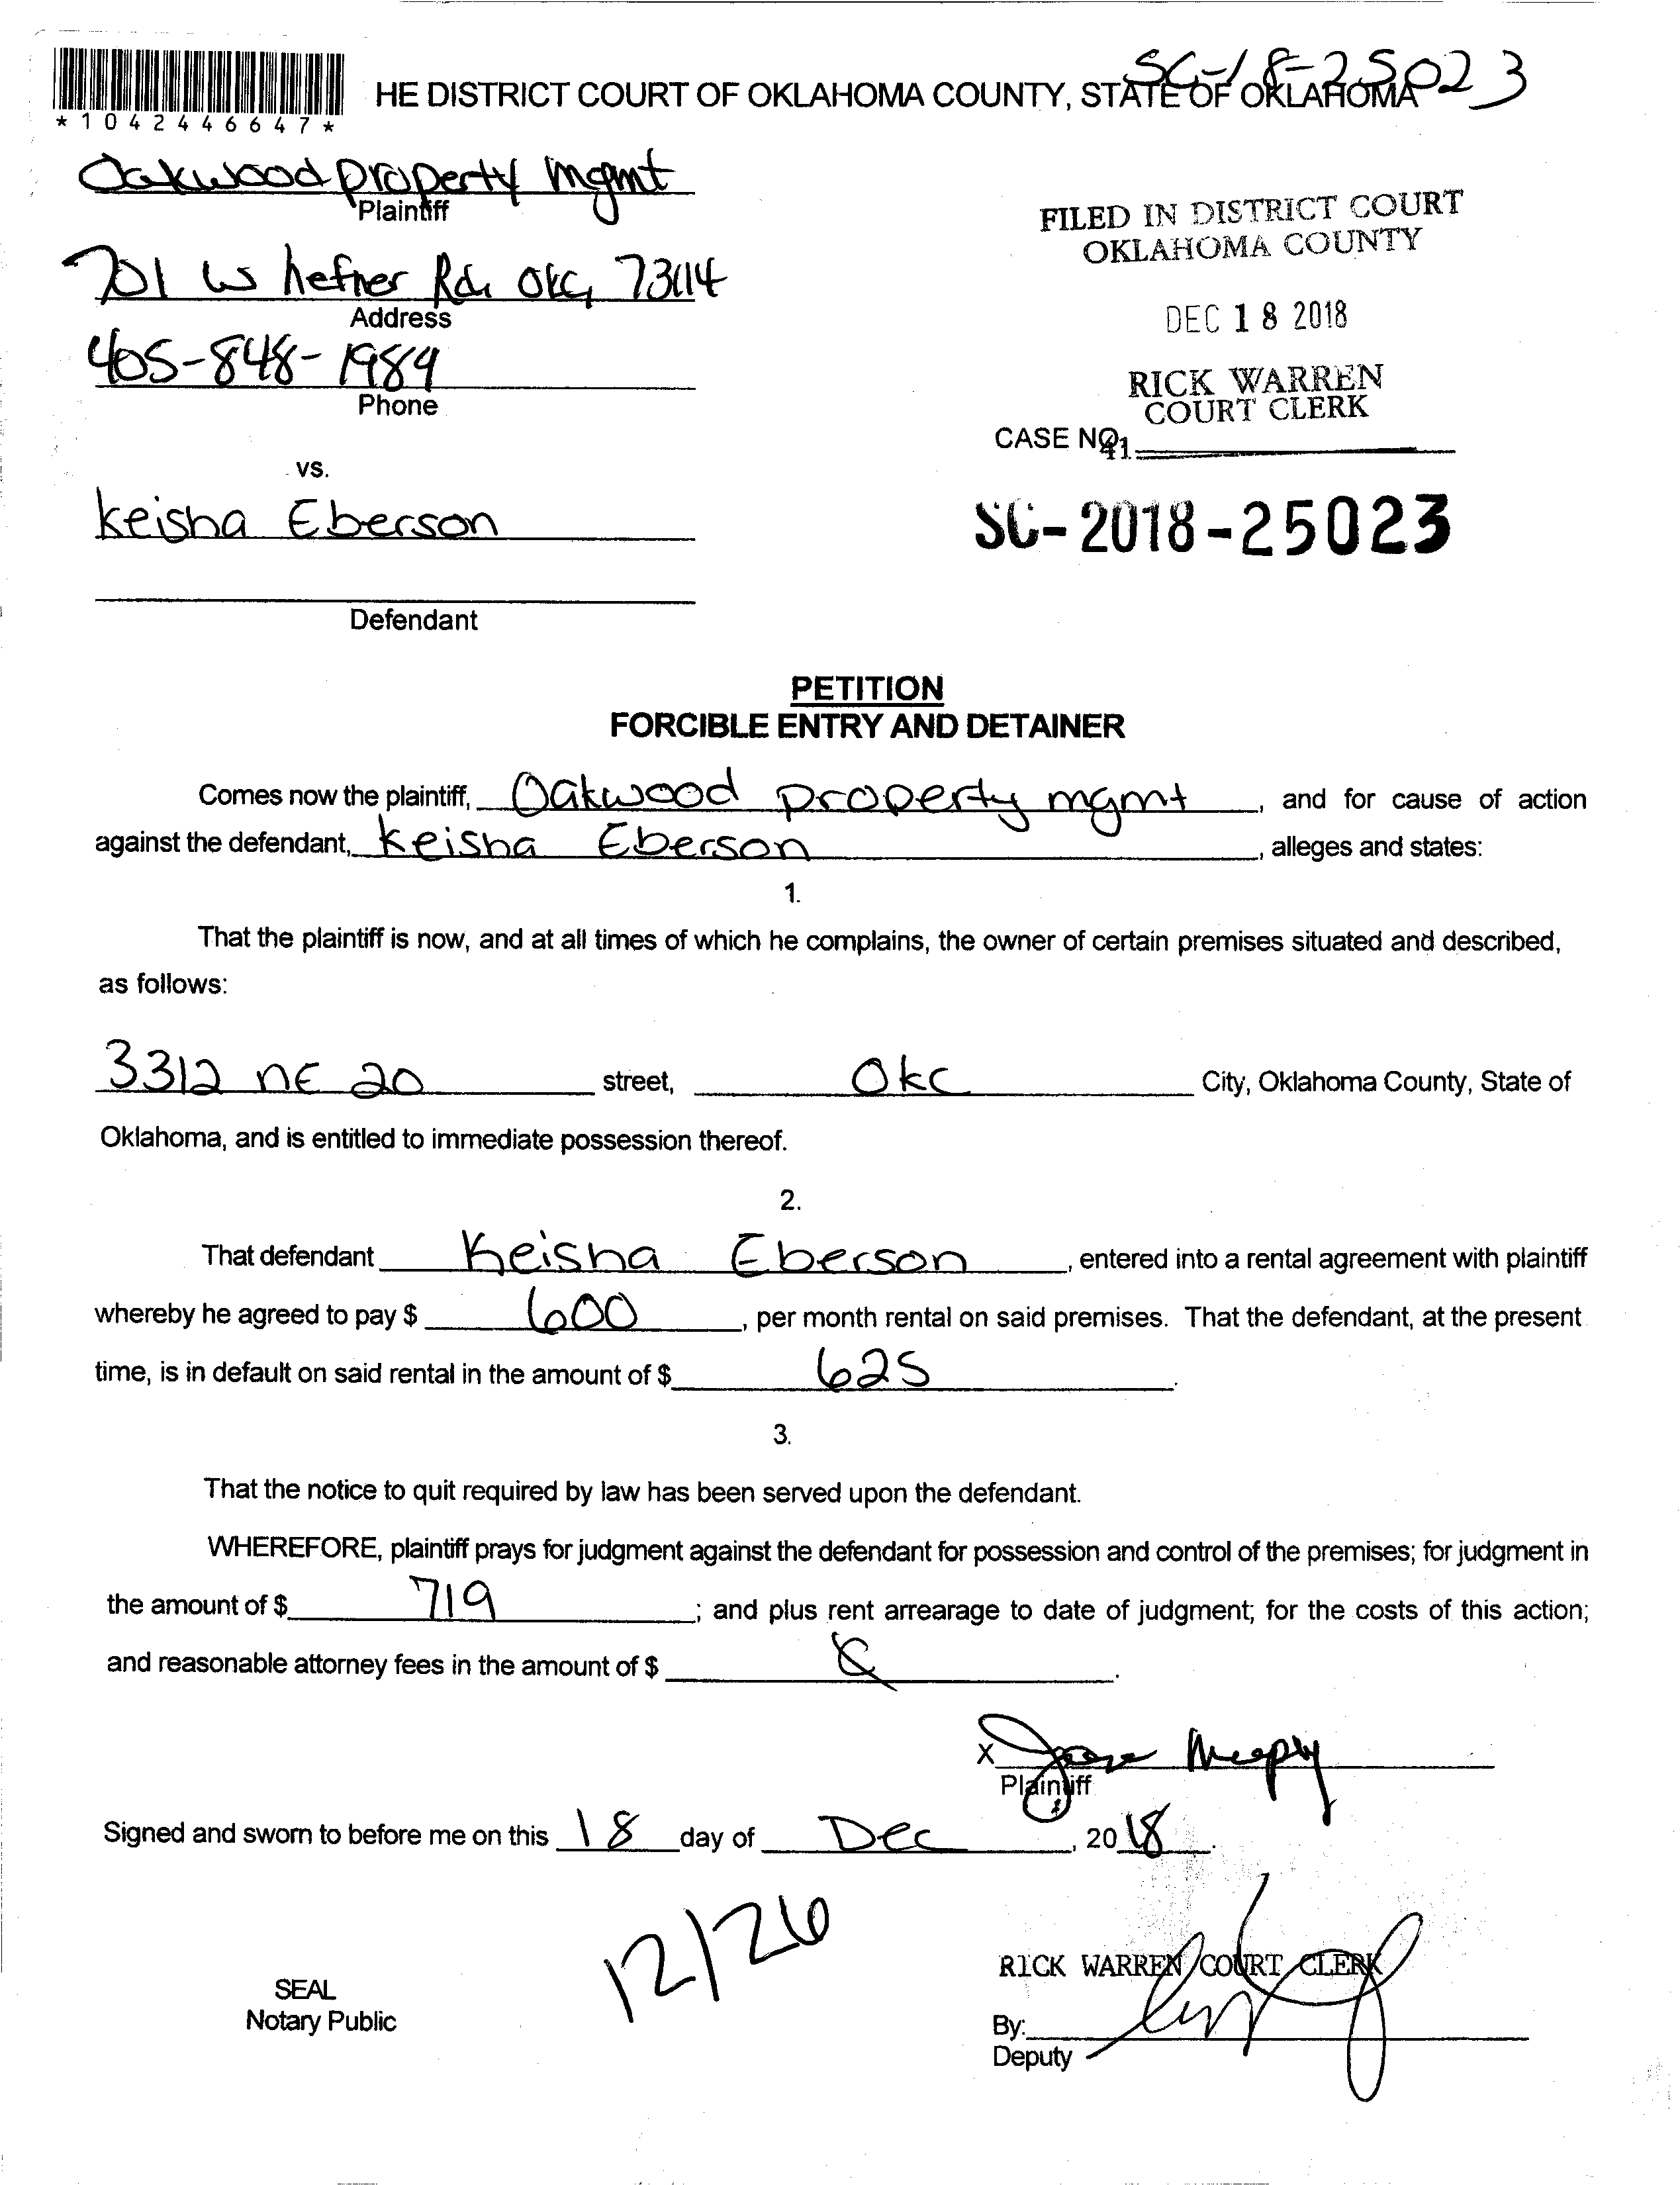 SC-18-25023
HE DISTRICT COURT OF OKLAHOMA COUNTY, STATE OF OKLAHOMA
*1042446647*
Oakwood property mgmt
Plaintiff
701 W hefner Rd. OKC, 73114
Address
405-848-1984
Phone
FILED IN DISTRICT COURT
OKLAHOMA COUNTY
DEC 18 2018
RICK WARREN
COURT CLERK
CASE NO.
41
vs.
Keisha Eberson
SC-2018-25023
Defendant
PETITION
FORCIBLE ENTRY AND DETAINER
Comes now the plaintiff, Oakwood property mgmt, and for cause of action
against the defendant, Keisha Eberson, alleges and states:
1.
That the plaintiff is now, and at all times of which he complains, the owner of certain premises situated and described,
as follows:
3312 NE 20 street, OKC City, Oklahoma County, State of
Oklahoma, and is entitled to immediate possession thereof.
2.
That defendant Keisha Eberson, entered into a rental agreement with plaintiff
whereby he agreed to pay $ 600, per month rental on said premises. That the defendant, at the present
time, is in default on said rental in the amount of $ 625.
3.
That the notice to quit required by law has been served upon the defendant.
WHEREFORE, plaintiff prays for judgment against the defendant for possession and control of the premises; for judgment in
the amount of $ 719; and plus rent arrearage to date of judgment; for the costs of this action;
and reasonable attorney fees in the amount of $ .
X
Plaintiff
Signed and sworn to before me on this 18 day of Dec, 2018.
12/26
SEAL
Notary Public
RICK WARREN COURT CLERK
By:
Deputy